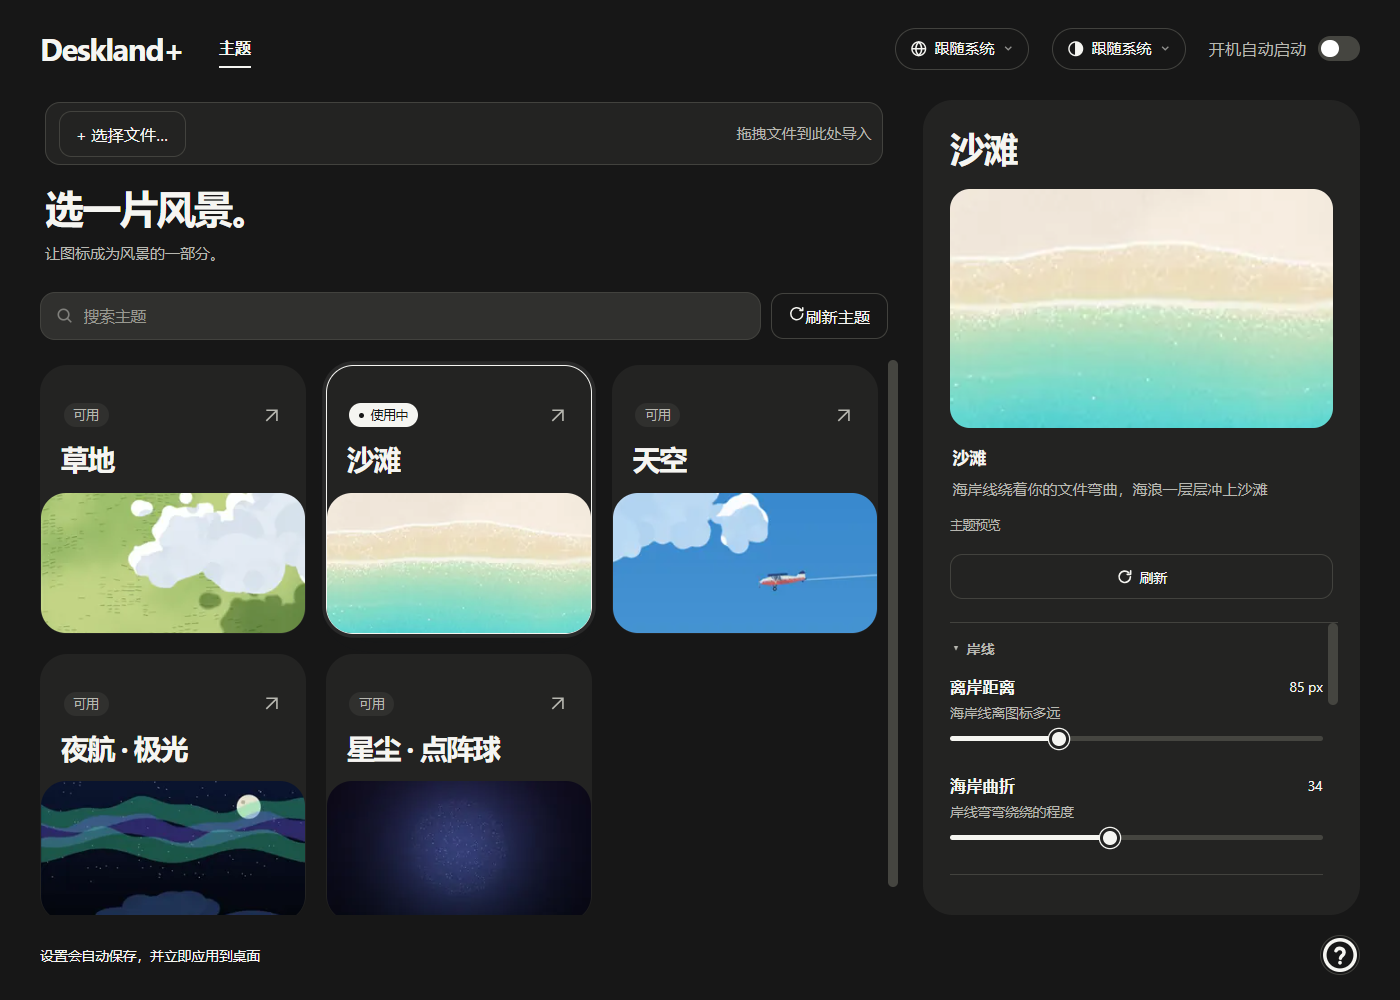 Deskland+
主题
跟随系统
跟随系统
开机自动启动
+ 选择文件...
拖拽文件到此处导入
选一片风景。
让图标成为风景的一部分。
搜索主题
刷新主题
可用
草地
使用中
沙滩
可用
天空
可用
夜航 · 极光
可用
星尘 · 点阵球
沙滩
沙滩
海岸线绕着你的文件弯曲，海浪一层层冲上沙滩
主题预览
刷新
岸线
离岸距离
85 px
海岸线离图标多远
海岸曲折
34
岸线弯弯绕绕的程度
设置会自动保存，并立即应用到桌面
?